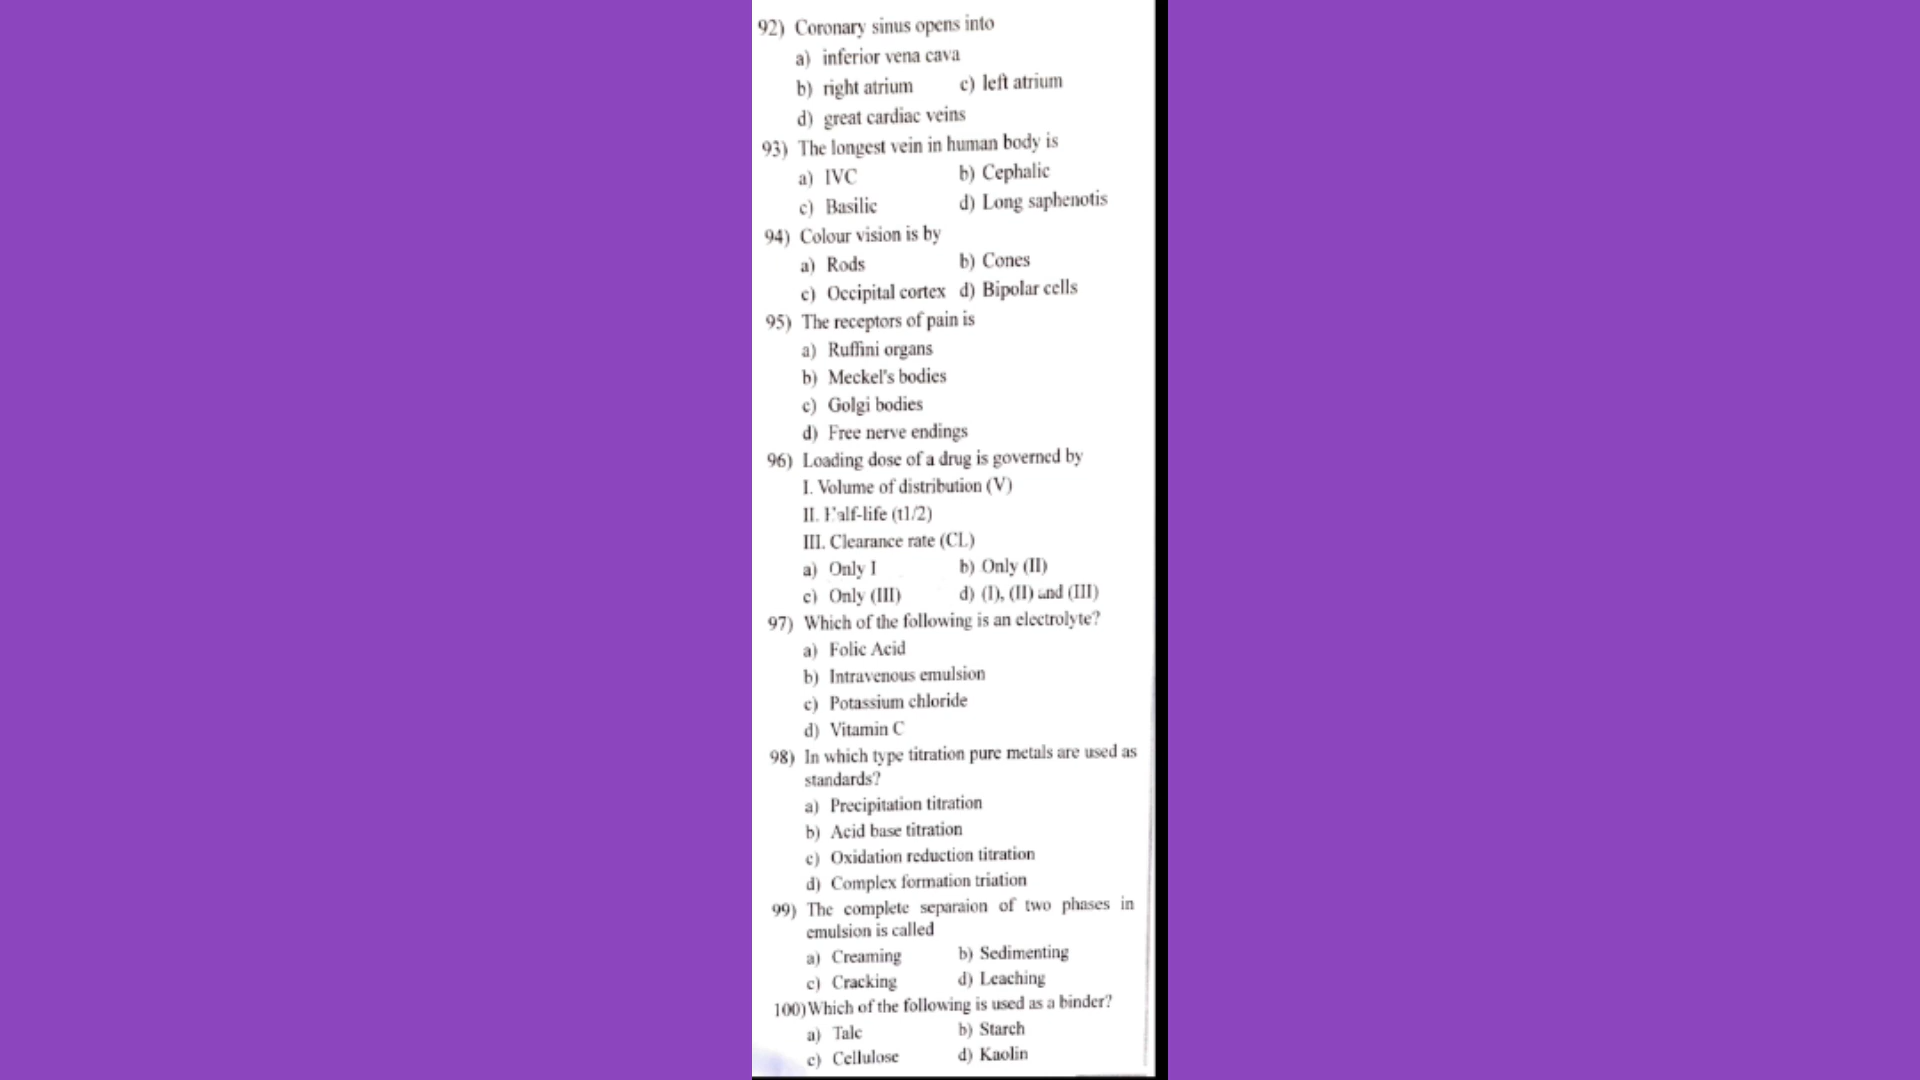 92) Coronary sinus opens into
a) inferior vena cava
b) right atrium c) left atrium
d) great cardiac veins
93) The longest vein in human body is
a) IVC b) Cephalic
c) Basilic d) Long saphenotis
94) Colour vision is by
a) Rods b) Cones
c) Occipital cortex d) Bipolar cells
95) The receptors of pain is
a) Ruffini organs
b) Meckel's bodies
c) Golgi bodies
d) Free nerve endings
96) Loading dose of a drug is governed by
I. Volume of distribution (V)
II. Half-life (t1/2)
III. Clearance rate (CL)
a) Only I b) Only (II)
c) Only (III) d) (I), (II) and (III)
97) Which of the following is an electrolyte?
a) Folic Acid
b) Intravenous emulsion
c) Potassium chloride
d) Vitamin C
98) In which type titration pure metals are used as
standards?
a) Precipitation titration
b) Acid base titration
c) Oxidation reduction titration
d) Complex formation triation
99) The complete separaion of two phases in
emulsion is called
a) Creaming b) Sedimenting
c) Cracking d) Leaching
100) Which of the following is used as a binder?
a) Talc b) Starch
c) Cellulose d) Kaolin